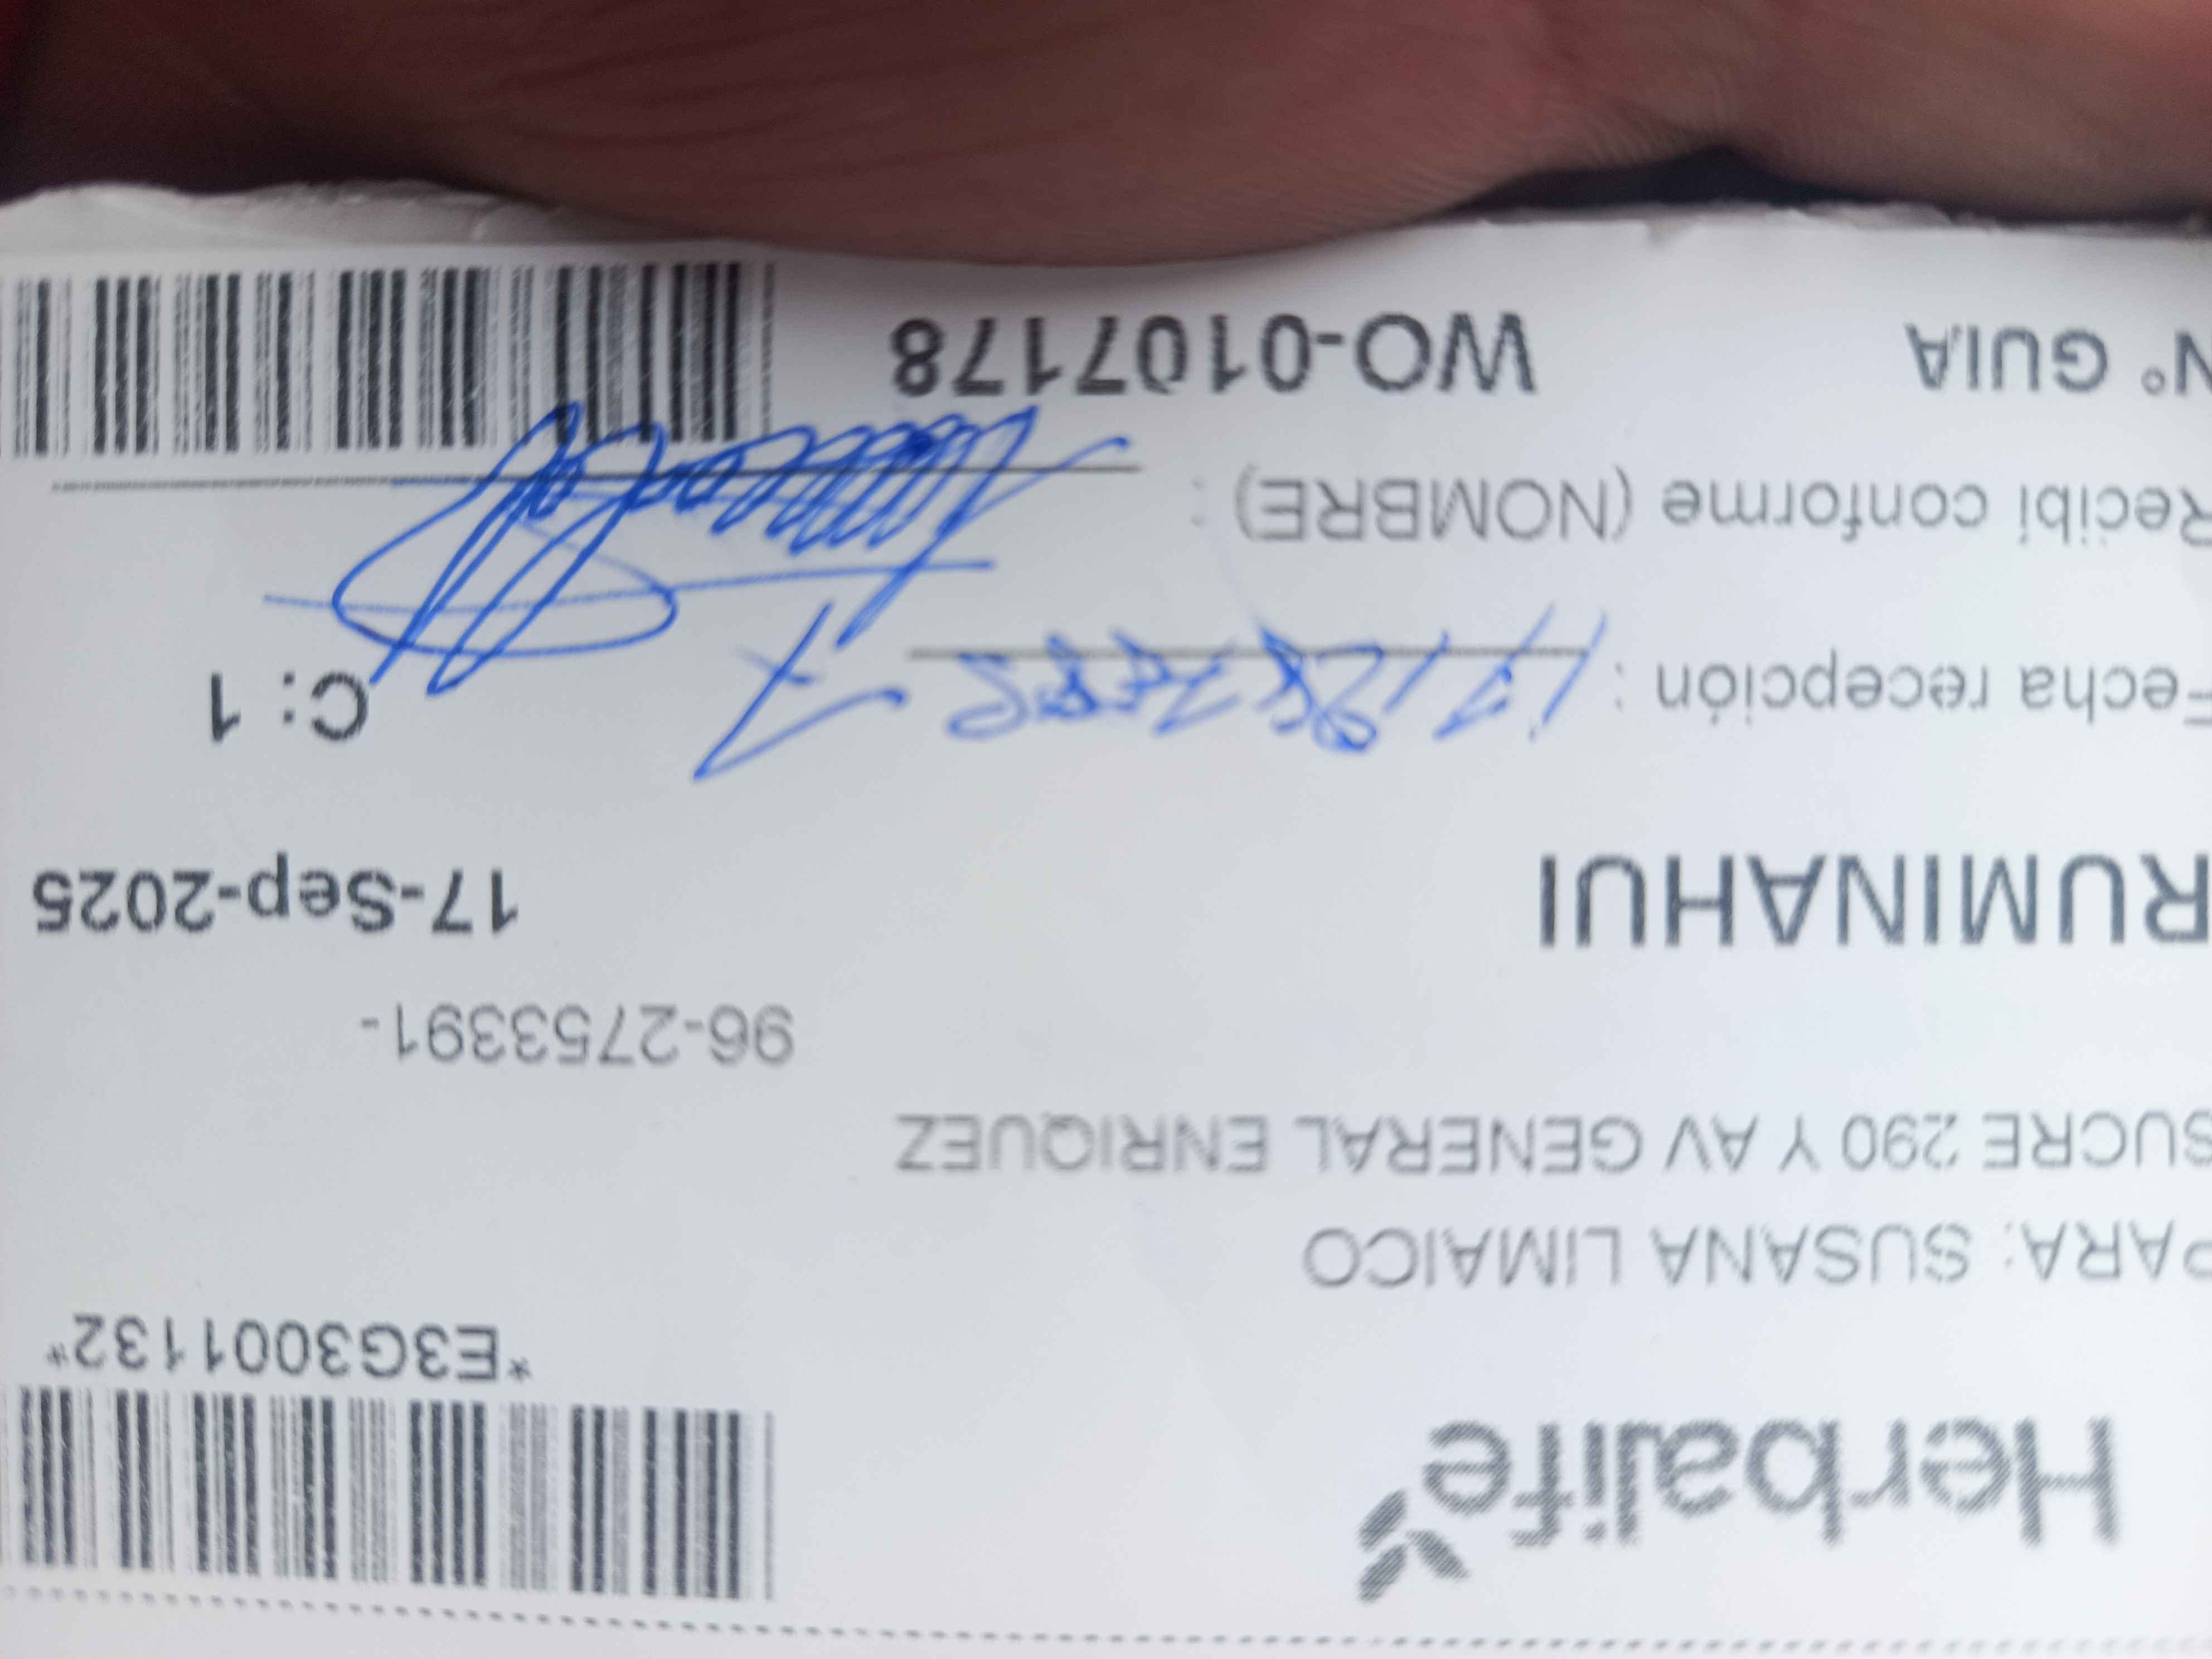 Herbalife
*E3G3001132*
PARA: SUSANA LIMAICO
SUCRE 290 Y AV GENERAL ENRIQUEZ
96-2753391-
RUMINAHUI 17-Sep-2025
Fecha recepción : C: 1
Recibi conforme (NOMBRE) :
N° GUIA WO-0107178